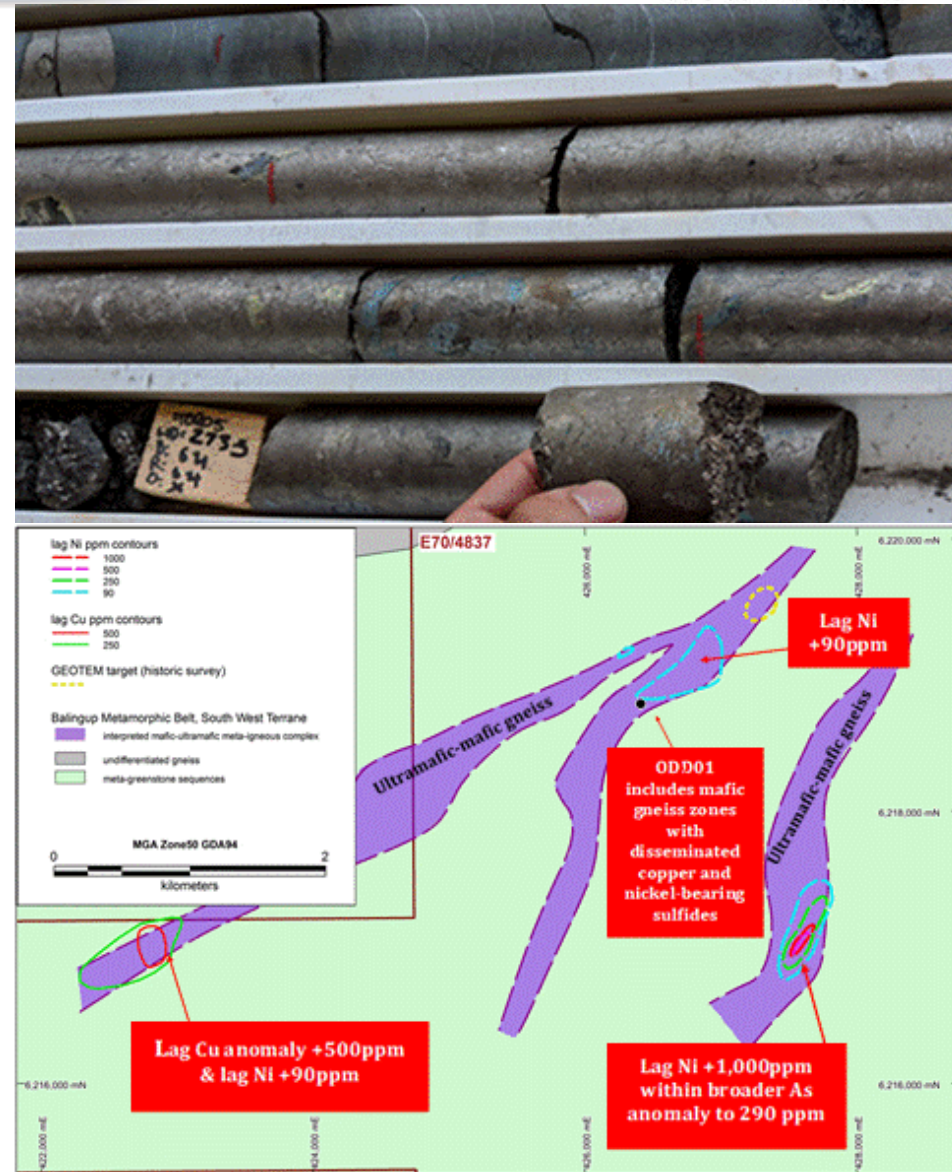 lag Ni ppm contours
1000
500
250
90
lag Cu ppm contours
500
250
GEOTEM target (historic survey)
Balingup Metamorphic Belt, South West Terrane
interpreted mafic-ultramafic meta-igneous complex
undifferentiated gneiss
meta-greenstone sequences
MGA Zone50 GDA94
0
2
kilometers
E70/4837
426,000 mE
428,000 mE
6,220,000 mN
Lag Ni
+90ppm
Ultramafic-mafic gneiss
Ultramafic-mafic gneiss
ODD01
includes mafic
gneiss zones
with
disseminated
copper and
nickel-bearing
sulfides
6,218,000 mN
Lag Cu anomaly +500ppm
& lag Ni +90ppm
Lag Ni +1,000ppm
within broader As
anomaly to 290 ppm
6,216,000 mN
6,216,000 mN
422,000 mE
424,000 mE
426,000 mE
428,000 mE